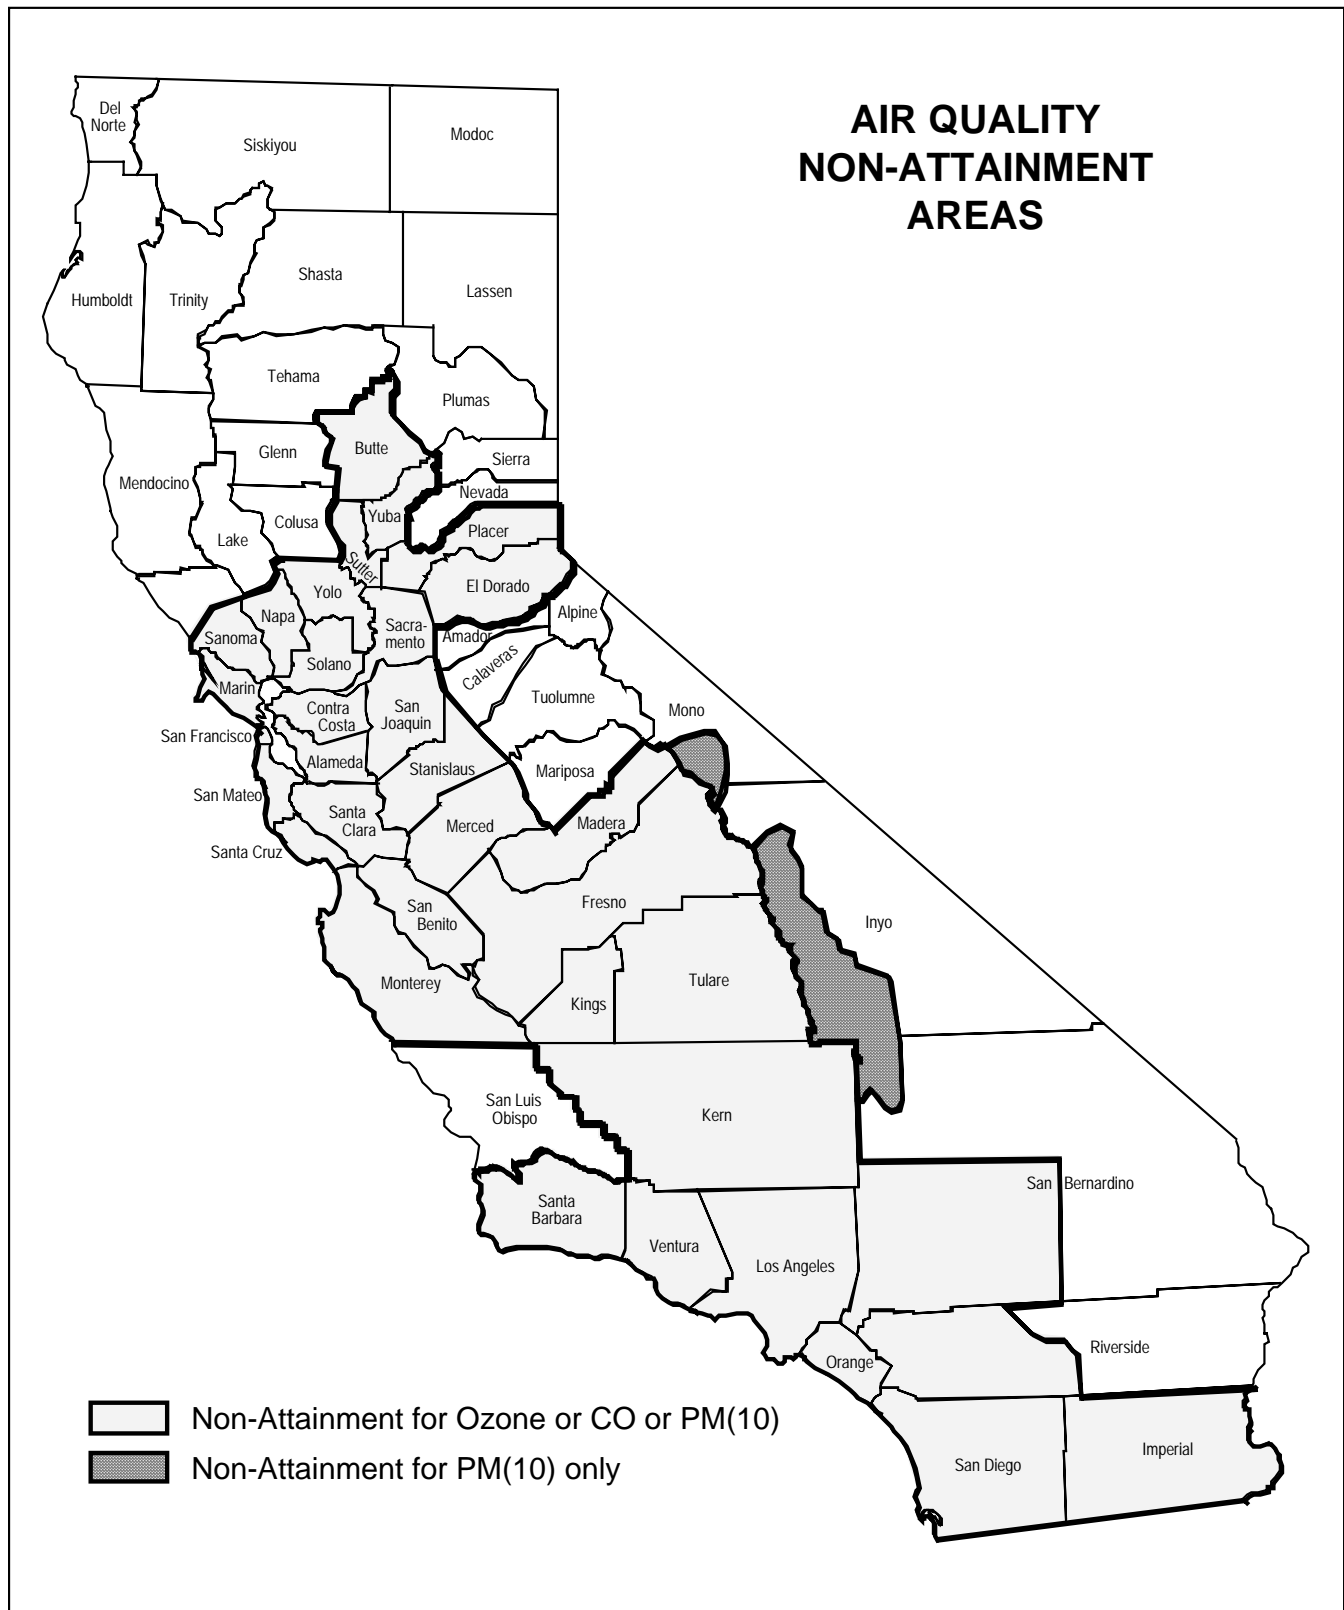 AIR QUALITY
NON-ATTAINMENT
AREAS
Del
Norte
Siskiyou
Modoc
Humboldt
Trinity
Shasta
Lassen
Tehama
Plumas
Mendocino
Glenn
Butte
Sierra
Nevada
Lake
Colusa
Yuba
Sutter
Placer
El Dorado
Yolo
Napa
Sanoma
Sacra-
mento
Solano
Amador
Alpine
Calaveras
Marin
Contra
Costa
San
Joaquin
Tuolumne
Mono
San Francisco
Alameda
Stanislaus
Mariposa
San Mateo
Santa
Clara
Merced
Madera
Santa Cruz
San
Benito
Fresno
Inyo
Monterey
Kings
Tulare
San Luis
Obispo
Kern
Santa
Barbara
Ventura
Los Angeles
San Bernardino
Orange
Riverside
San Diego
Imperial
Non-Attainment for Ozone or CO or PM(10)
Non-Attainment for PM(10) only